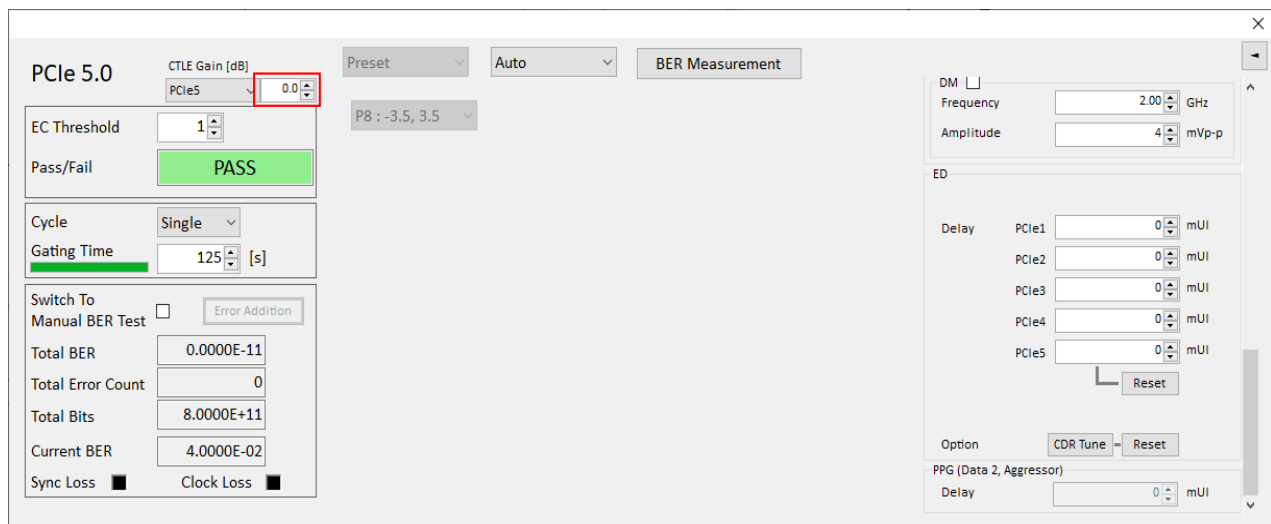 PCIe 5.0
CTLE Gain [dB]
PCIe5 0.0
Preset
Auto
BER Measurement
P8 : -3.5, 3.5
EC Threshold 1
Pass/Fail PASS
Cycle Single
Gating Time 125 [s]
Switch To
Manual BER Test
Error Addition
Total BER 0.0000E-11
Total Error Count 0
Total Bits 8.0000E+11
Current BER 4.0000E-02
Sync Loss Clock Loss
DM
Frequency 2.00 GHz
Amplitude 4 mVp-p
ED
Delay PCIe1 0 mUI
PCIe2 0 mUI
PCIe3 0 mUI
PCIe4 0 mUI
PCIe5 0 mUI
Reset
Option CDR Tune = Reset
PPG (Data 2, Aggressor)
Delay 0 mUI